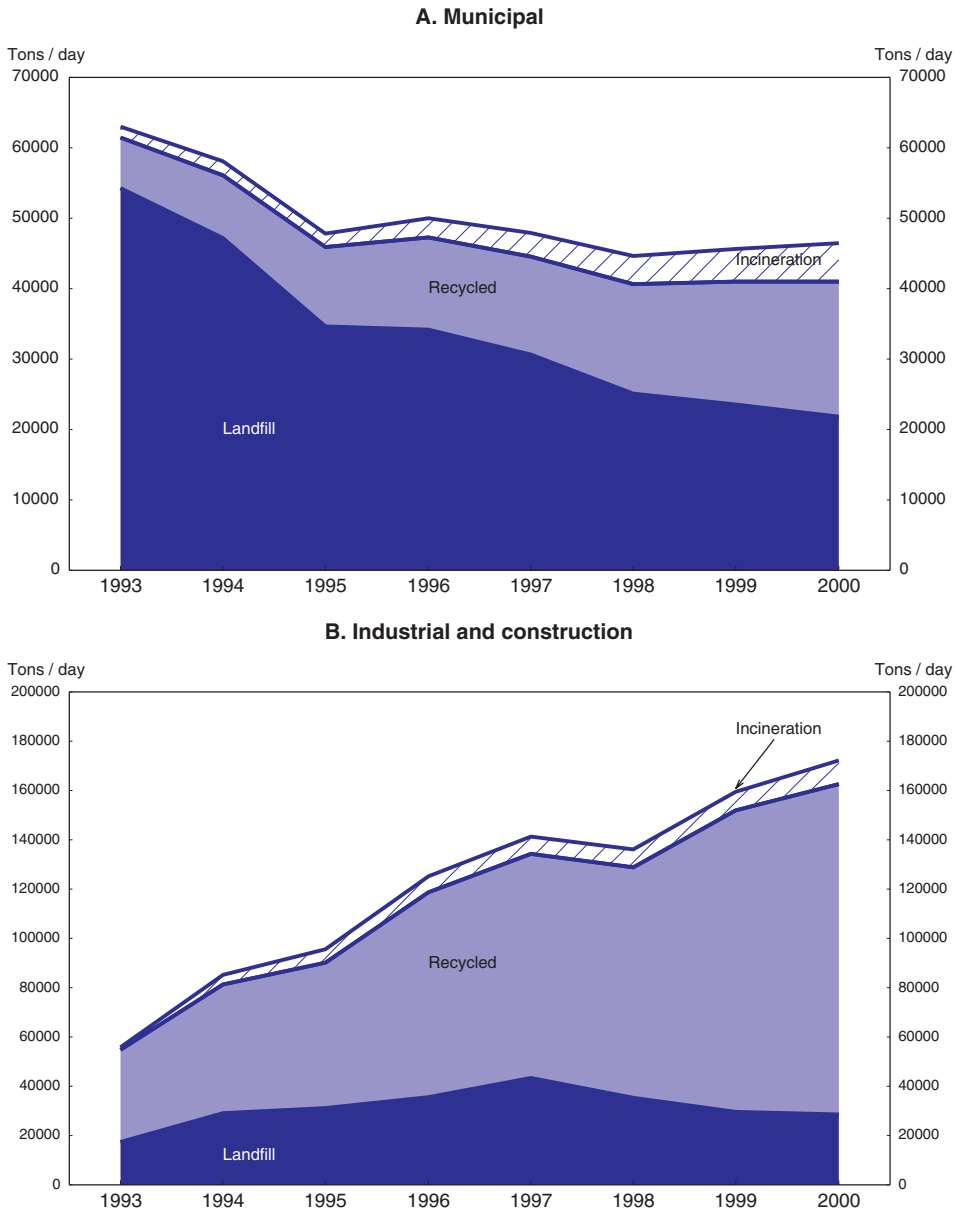 A. Municipal
Tons / day Tons / day
70000 70000
60000 60000
50000 50000
Incineration
40000 Recycled 40000
30000 30000
20000 Landfill 20000
10000 10000
0 0
1993 1994 1995 1996 1997 1998 1999 2000
B. Industrial and construction
Tons / day Tons / day
200000 200000
Incineration
180000 180000
160000 160000
140000 140000
120000 120000
100000 100000
Recycled
80000 80000
60000 60000
40000 40000
20000 20000
Landfill
0 0
1993 1994 1995 1996 1997 1998 1999 2000